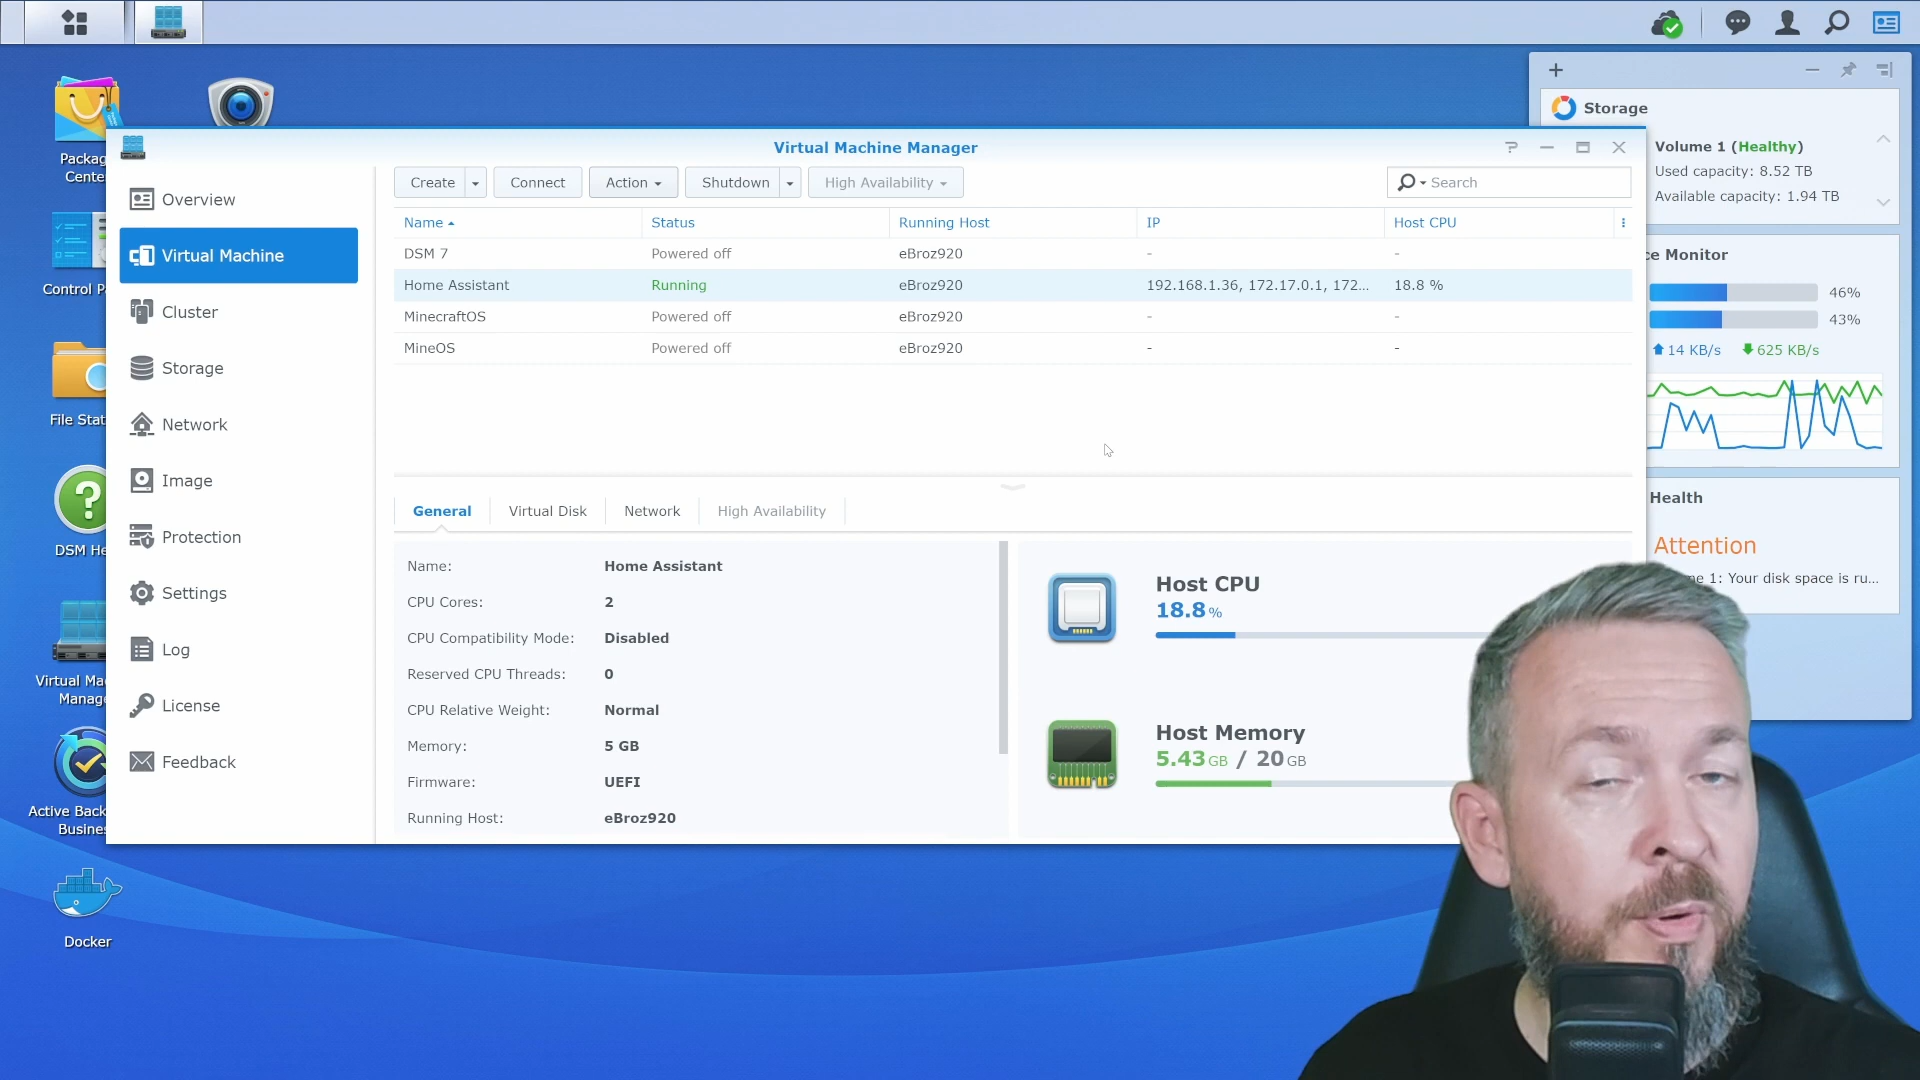 Storage
Volume 1 (Healthy)
Used capacity: 8.52 TB
Available capacity: 1.94 TB
ce Monitor
46%
43%
14 KB/s 625 KB/s
Health
Attention
ne 1: Your disk space is ru...
Packag
Cente
Control P
File Stat
DSM He
Virtual Ma
Manage
Active Back
Busines
Docker
Virtual Machine Manager
Overview
Virtual Machine
Cluster
Storage
Network
Image
Protection
Settings
Log
License
Feedback
Create Connect Action Shutdown High Availability Search
Name Status Running Host IP Host CPU
DSM 7 Powered off eBroz920 - -
Home Assistant Running eBroz920 192.168.1.36, 172.17.0.1, 172... 18.8 %
MinecraftOS Powered off eBroz920 - -
MineOS Powered off eBroz920 - -
General Virtual Disk Network High Availability
Name: Home Assistant
CPU Cores: 2
CPU Compatibility Mode: Disabled
Reserved CPU Threads: 0
CPU Relative Weight: Normal
Memory: 5 GB
Firmware: UEFI
Running Host: eBroz920
Host CPU
18.8 %
Host Memory
5.43 GB / 20 GB